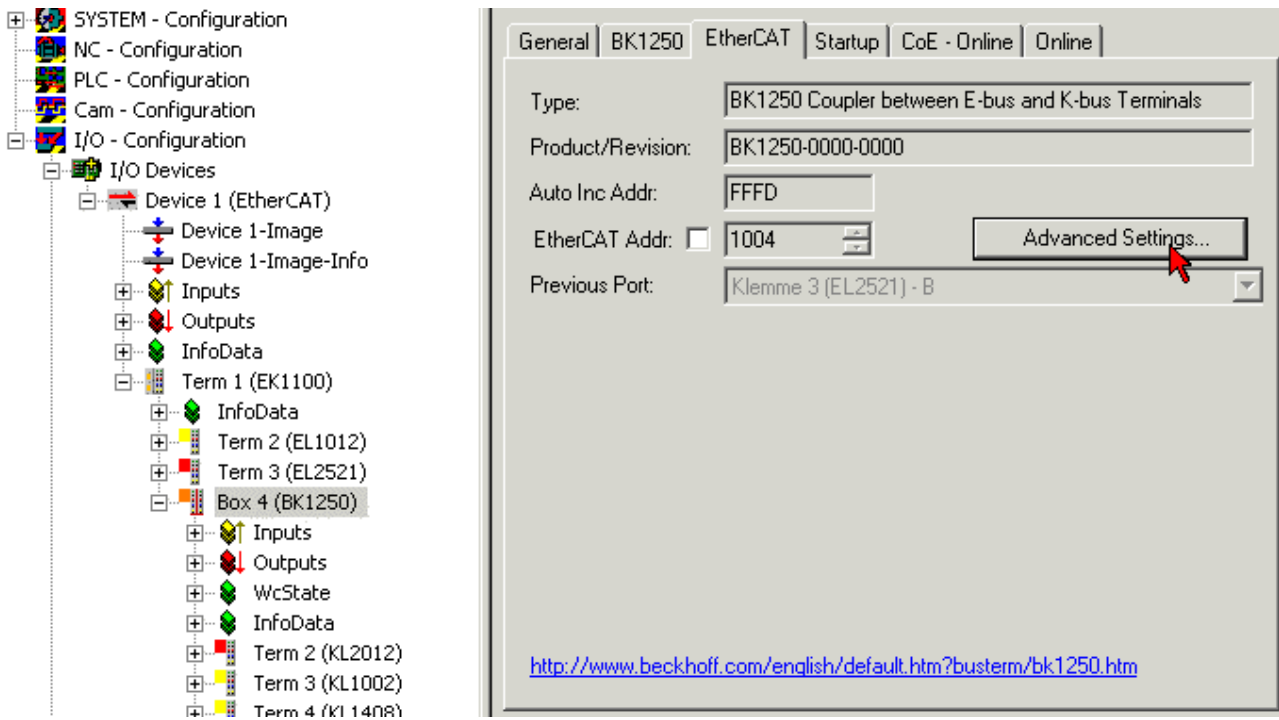 SYSTEM - Configuration
NC - Configuration
PLC - Configuration
Cam - Configuration
I/O - Configuration
I/O Devices
Device 1 (EtherCAT)
Device 1-Image
Device 1-Image-Info
Inputs
Outputs
InfoData
Term 1 (EK1100)
InfoData
Term 2 (EL1012)
Term 3 (EL2521)
Box 4 (BK1250)
Inputs
Outputs
WcState
InfoData
Term 2 (KL2012)
Term 3 (KL1002)
Term 4 (KL1408)
General BK1250 EtherCAT Startup CoE - Online Online
Type: BK1250 Coupler between E-bus and K-bus Terminals
Product/Revision: BK1250-0000-0000
Auto Inc Addr: FFFD
EtherCAT Addr: 1004 Advanced Settings...
Previous Port: Klemme 3 (EL2521) - B
http://www.beckhoff.com/english/default.htm?busterm/bk1250.htm